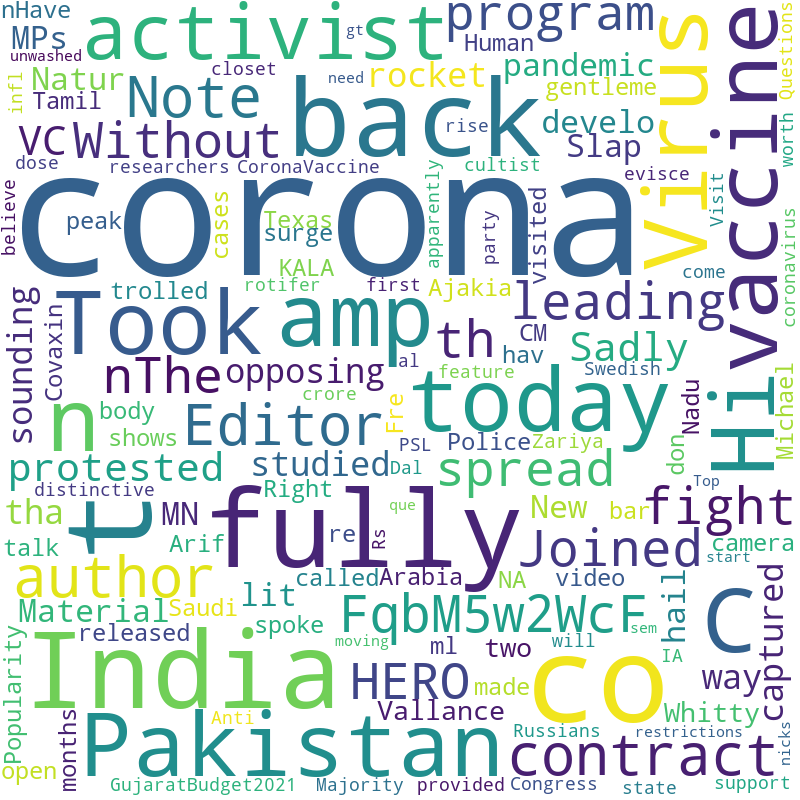 nHave
activist
gt
program
Virus
vaccine
Questions
MPs
unwashed
closet
Human
need
pandemic
infl
Natur
rocket
gentleme
Tamil
Note
back
VC
Without
rise
develo
Slap
worth
dose
researchers
CoronaVaccine
cultist
evisce
believe
corona
peak
Texas
surge
cases
apparently
party
visited
Visit
coronavirus
KALA
come
trolled
rotifer
first
Ajakia
leading
Took
amp
th
CM
Sadly
sounding
Covaxin
nThe
opposing
al
hav
Swedish
feature
Hi
Michael
n
body
Editor
crore
Fre
today
Nadu
shows
PSL
Police
Zariya
don
protested
studied
Dal
spread
Top
distinctive
Right
que
tha
MN
t
fully
Rs
New
bar
fight
talk
Arif
re
Joined
camera
start
author
called
Arabia
NA
video
Material
Saudi
lit
FqbM5w2WcF
hail
C
captured
released
spoke
sem
Popularity
moving
ml
two
will
IA
India
HERO
made
co
way
Anti
Vallance
Whitty
months
open
Pakistan
Russians
restrictions
contract
nicks
GujaratBudget2021
Majority
provided
Congress
state
support